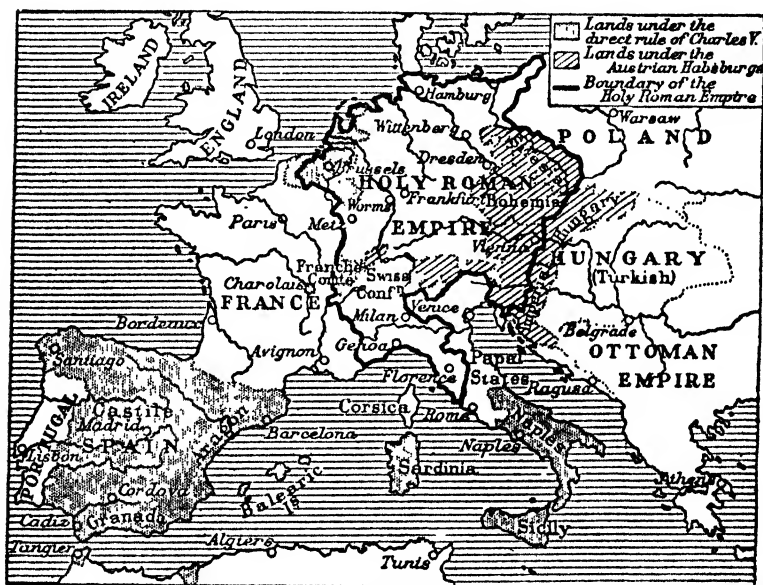 Lands under the
direct rule of Charles V.
Lands under the
Austrian Habsburgs
Boundary of the
Holy Roman Empire
IRELAND
ENGLAND
London
Hamburg
Wittenberg
Warsaw
POLAND
Dresden
Brussels
HOLY ROMAN
EMPIRE
Frankfurt
Bohemia
Worms
Paris
Metz
Vienna
HUNGARY
(Turkish)
Hungary
Franche
Comté
Swiss
Confn
Charolais
FRANCE
Milan
Venice
Belgrade
Bordeaux
Genoa
OTTOMAN
EMPIRE
Avignon
Papal
States
Florence
Ragusa
Santiago
Corsica
Rome
Naples
Naples
PORTUGAL
Castile
Madrid
SPAIN
Aragon
Barcelona
Lisbon
Sardinia
Balearic
Is
Cordova
Athens
Cadiz
Granada
Sicily
Tangier
Algiers
Tunis